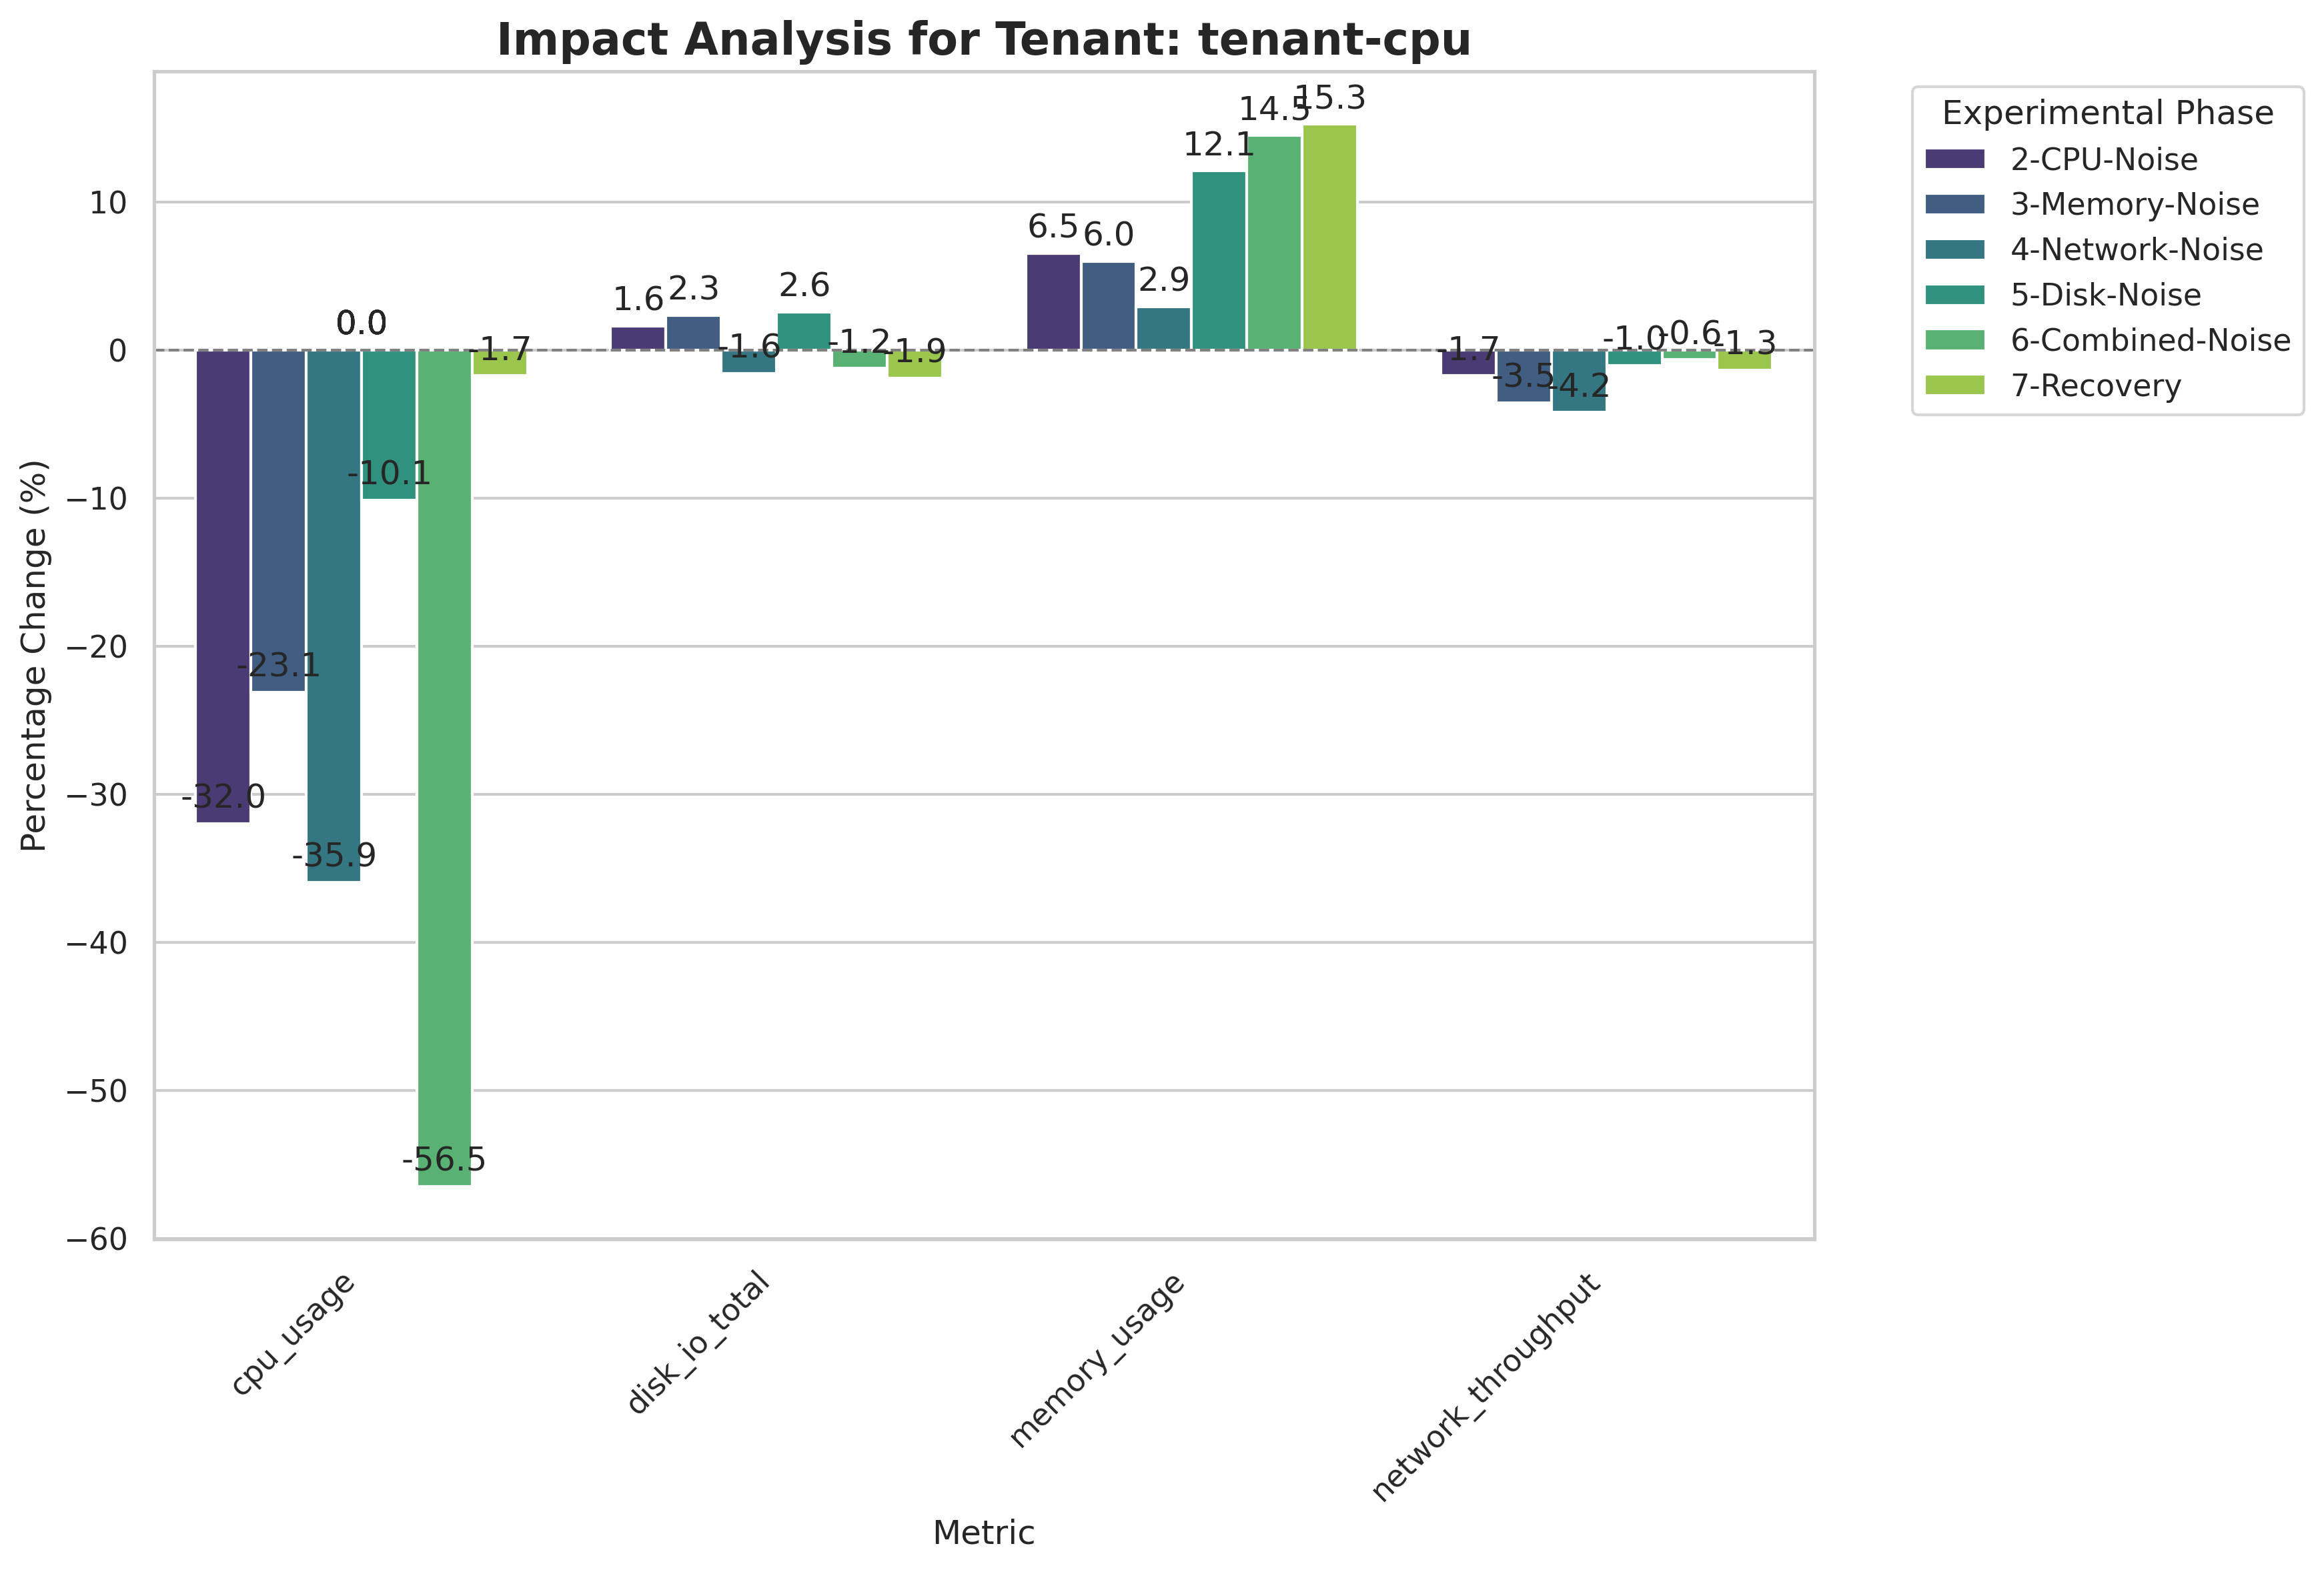 Impact Analysis for Tenant: tenant-cpu
Percentage Change (%)
10
0
−10
−20
−30
−40
−50
−60
-32.0
-23.1
-35.9
0.0
-10.1
-56.5
-1.7
1.6
2.3
-1.6
2.6
-1.2
-1.9
6.5
6.0
2.9
12.1
14.5
15.3
-1.7
-3.5
-4.2
-1.0
-0.6
-1.3
cpu_usage
disk_io_total
memory_usage
network_throughput
Metric
Experimental Phase
2-CPU-Noise
3-Memory-Noise
4-Network-Noise
5-Disk-Noise
6-Combined-Noise
7-Recovery